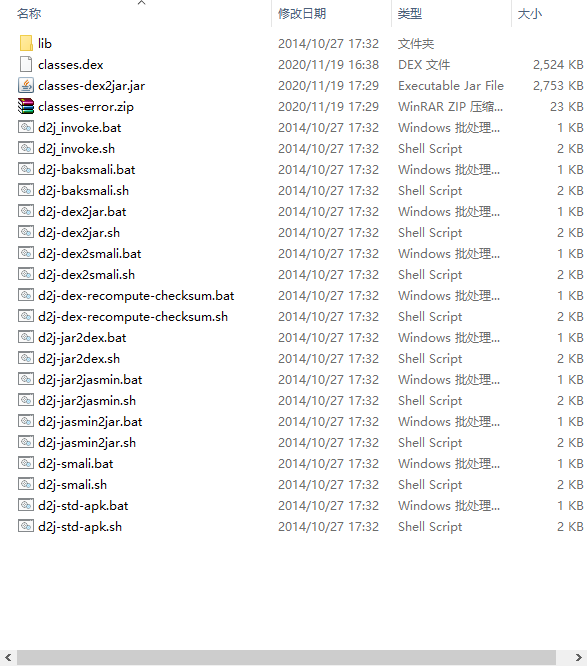 名称 修改日期 类型 大小
lib 2014/10/27 17:32 文件夹
classes.dex 2020/11/19 16:38 DEX 文件 2,524 KB
classes-dex2jar.jar 2020/11/19 17:29 Executable Jar File 2,753 KB
classes-error.zip 2020/11/19 17:29 WinRAR ZIP 压缩... 23 KB
d2j_invoke.bat 2014/10/27 17:32 Windows 批处理... 1 KB
d2j_invoke.sh 2014/10/27 17:32 Shell Script 2 KB
d2j-baksmali.bat 2014/10/27 17:32 Windows 批处理... 1 KB
d2j-baksmali.sh 2014/10/27 17:32 Shell Script 2 KB
d2j-dex2jar.bat 2014/10/27 17:32 Windows 批处理... 1 KB
d2j-dex2jar.sh 2014/10/27 17:32 Shell Script 2 KB
d2j-dex2smali.bat 2014/10/27 17:32 Windows 批处理... 1 KB
d2j-dex2smali.sh 2014/10/27 17:32 Shell Script 2 KB
d2j-dex-recompute-checksum.bat 2014/10/27 17:32 Windows 批处理... 1 KB
d2j-dex-recompute-checksum.sh 2014/10/27 17:32 Shell Script 2 KB
d2j-jar2dex.bat 2014/10/27 17:32 Windows 批处理... 1 KB
d2j-jar2dex.sh 2014/10/27 17:32 Shell Script 2 KB
d2j-jar2jasmin.bat 2014/10/27 17:32 Windows 批处理... 1 KB
d2j-jar2jasmin.sh 2014/10/27 17:32 Shell Script 2 KB
d2j-jasmin2jar.bat 2014/10/27 17:32 Windows 批处理... 1 KB
d2j-jasmin2jar.sh 2014/10/27 17:32 Shell Script 2 KB
d2j-smali.bat 2014/10/27 17:32 Windows 批处理... 1 KB
d2j-smali.sh 2014/10/27 17:32 Shell Script 2 KB
d2j-std-apk.bat 2014/10/27 17:32 Windows 批处理... 1 KB
d2j-std-apk.sh 2014/10/27 17:32 Shell Script 2 KB